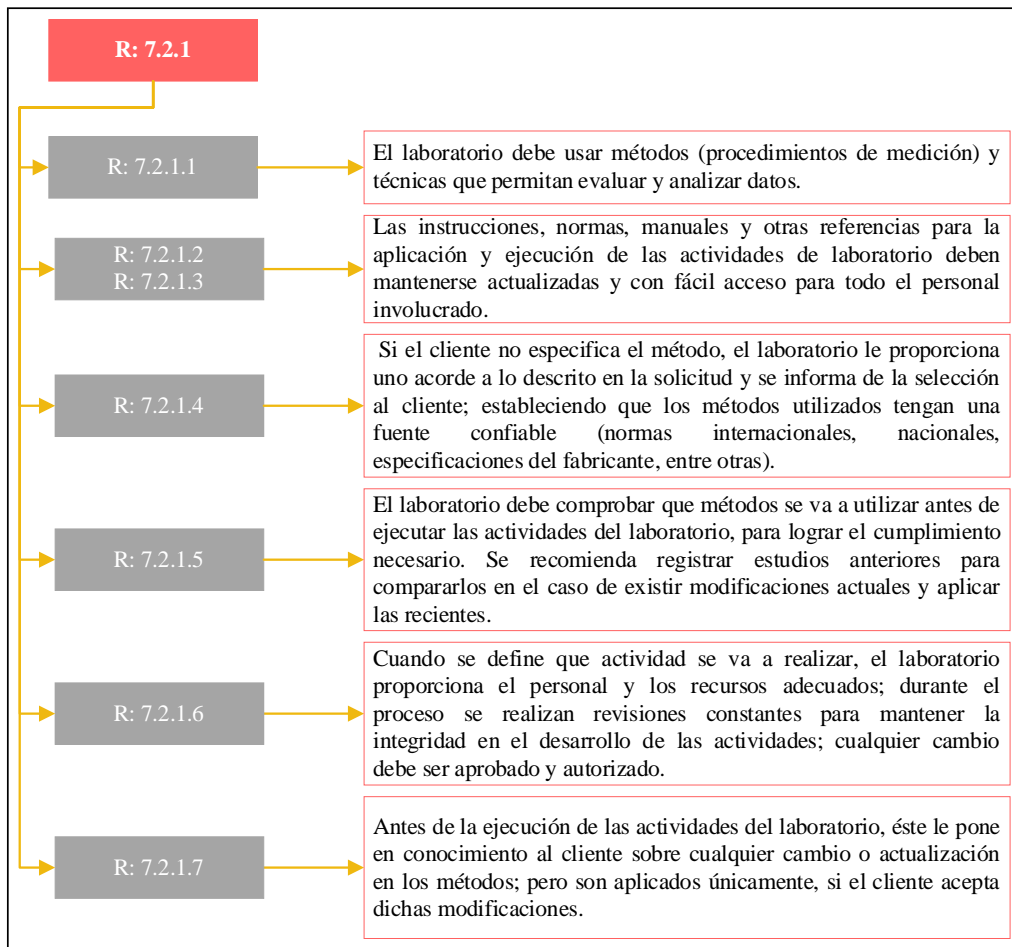 R: 7.2.1
R: 7.2.1.1
El laboratorio debe usar métodos (procedimientos de medición) y
técnicas que permitan evaluar y analizar datos.
R: 7.2.1.2
R: 7.2.1.3
Las instrucciones, normas, manuales y otras referencias para la
aplicación y ejecución de las actividades de laboratorio deben
mantenerse actualizadas y con fácil acceso para todo el personal
involucrado.
R: 7.2.1.4
Si el cliente no especifica el método, el laboratorio le proporciona
uno acorde a lo descrito en la solicitud y se informa de la selección
al cliente; estableciendo que los métodos utilizados tengan una
fuente confiable (normas internacionales, nacionales,
especificaciones del fabricante, entre otras).
R: 7.2.1.5
El laboratorio debe comprobar que métodos se va a utilizar antes de
ejecutar las actividades del laboratorio, para lograr el cumplimiento
necesario. Se recomienda registrar estudios anteriores para
compararlos en el caso de existir modificaciones actuales y aplicar
las recientes.
R: 7.2.1.6
Cuando se define que actividad se va a realizar, el laboratorio
proporciona el personal y los recursos adecuados; durante el
proceso se realizan revisiones constantes para mantener la
integridad en el desarrollo de las actividades; cualquier cambio
debe ser aprobado y autorizado.
R: 7.2.1.7
Antes de la ejecución de las actividades del laboratorio, éste le pone
en conocimiento al cliente sobre cualquier cambio o actualización
en los métodos; pero son aplicados únicamente, si el cliente acepta
dichas modificaciones.